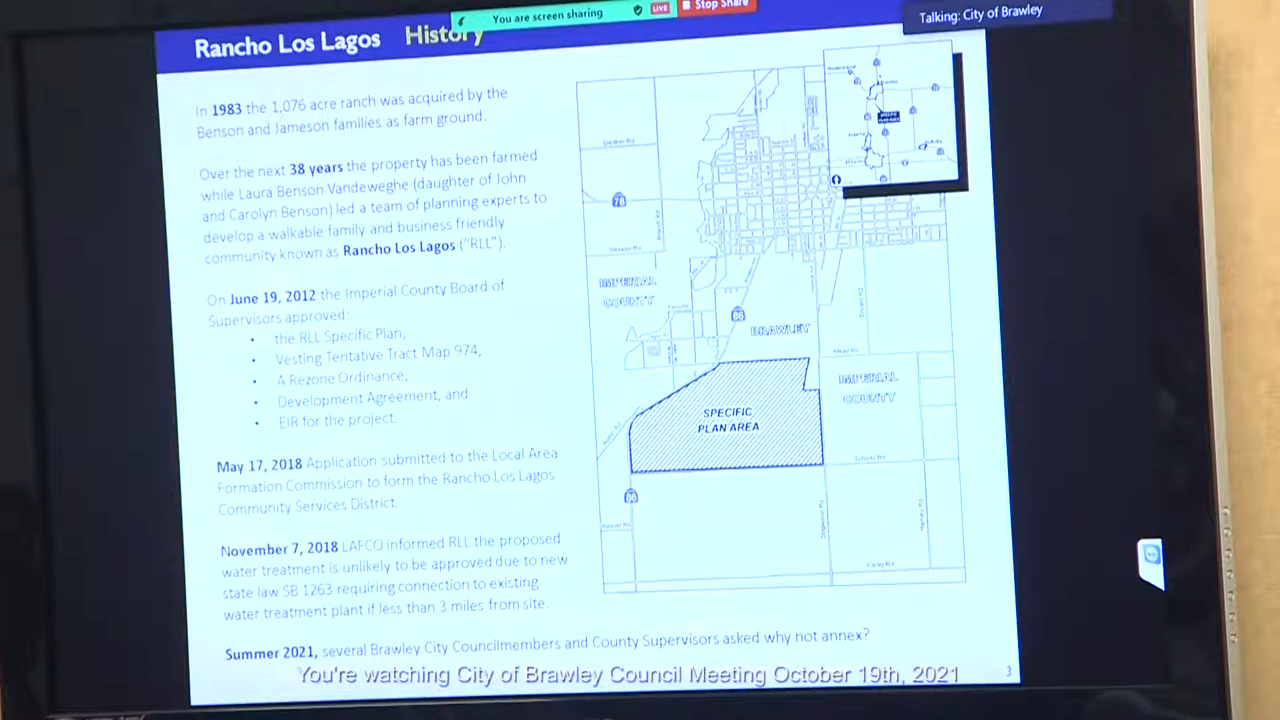 You are screen sharing
LIVE
Stop Share
Talking: City of Brawley
Rancho Los Lagos History
In 1983 the 1,076 acre ranch was acquired by the
Benson and Jameson families as farm ground.
Over the next 38 years the property has been farmed
while Laura Benson Vandeweghe (daughter of John
and Carolyn Benson) led a team of planning experts to
develop a walkable family and business friendly
community known as Rancho Los Lagos ("RLL").
On June 19, 2012 the Imperial County Board of
Supervisors approved:
• the RLL Specific Plan,
• Vesting Tentative Tract Map 974,
• A Rezone Ordinance,
• Development Agreement, and
• EIR for the project.
May 17, 2018 Application submitted to the Local Area
Formation Commission to form the Rancho Los Lagos
Community Services District.
November 7, 2018 LAFCO informed RLL the proposed
water treatment is unlikely to be approved due to new
state law SB 1263 requiring connection to existing
water treatment plant if less than 3 miles from site.
Summer 2021, several Brawley City Councilmembers and County Supervisors asked why not annex?
3
SPECIFIC
PLAN AREA
78
IMPERIAL
COUNTY
86
BRAWLEY
Mead Rd
IMPERIAL
COUNTY
SPECIFIC
PLAN AREA
86
You're watching City of Brawley Council Meeting October 19th, 2021